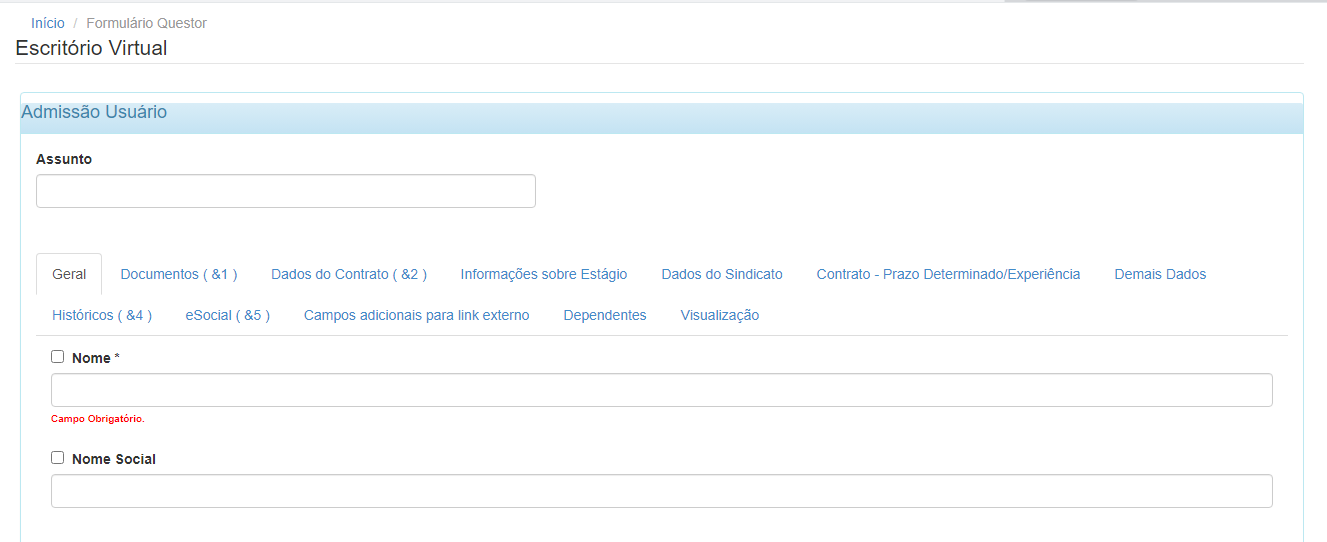 Início / Formulário Questor
Escritório Virtual
Admissão Usuário
Assunto
Geral Documentos ( &1 ) Dados do Contrato ( &2 ) Informações sobre Estágio Dados do Sindicato Contrato - Prazo Determinado/Experiência Demais Dados
Históricos ( &4 ) eSocial ( &5 ) Campos adicionais para link externo Dependentes Visualização
Nome *
Campo Obrigatório.
Nome Social